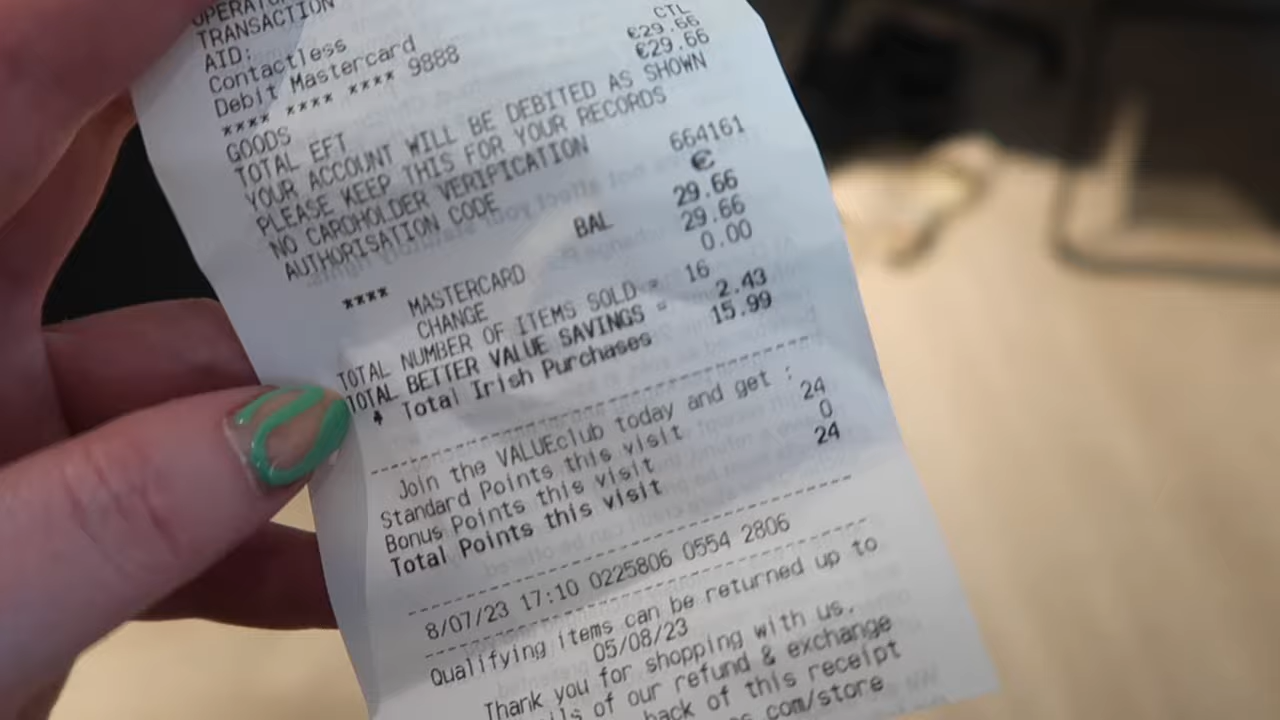 TRANSACTION CTL
AID: €29.66
Contactless €29.66
Debit Mastercard
**** **** **** 9888
GOODS
TOTAL EFT
YOUR ACCOUNT WILL BE DEBITED AS SHOWN
PLEASE KEEP THIS FOR YOUR RECORDS
NO CARDHOLDER VERIFICATION
AUTHORISATION CODE 664161
€
BAL 29.66
**** MASTERCARD 29.66
CHANGE 0.00
TOTAL NUMBER OF ITEMS SOLD = 16
TOTAL BETTER VALUE SAVINGS = 2.43
# Total Irish Purchases 15.99
Join the VALUEclub today and get :
Standard Points this visit 24
Bonus Points this visit 0
Total Points this visit 24
8/07/23 17:10 0225806 0554 2806
Qualifying items can be returned up to
05/08/23
Thank you for shopping with us.
of our refund & exchange
back of this receipt
.com/store